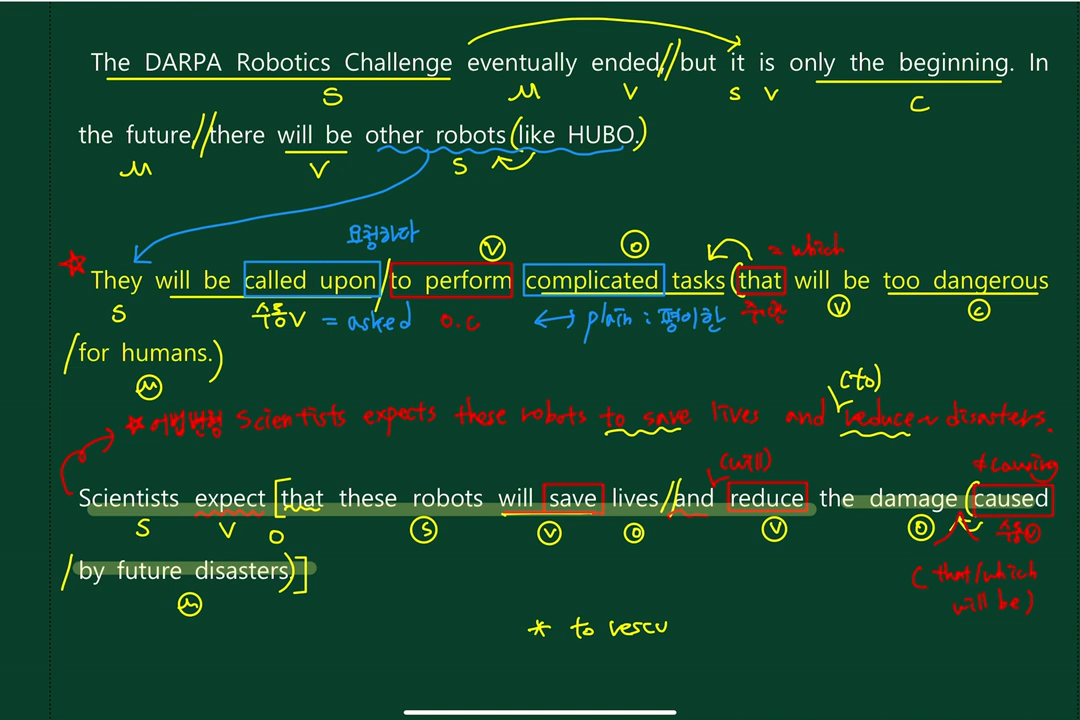 The DARPA Robotics Challenge eventually ended,// but it is only the beginning. In
S M V S V C
the future//there will be other robots(like HUBO.)
M V S
요청하다 V O = which
☆ They will be called upon/to perform complicated tasks (that will be too dangerous
S 수동V = asked O.C ↔ plain : 평이한 주관 V C
/for humans.)
M
(to)
☆ 어법변형 Scientists expects these robots to save lives and reduce ~ disasters.
(will) ≠ causing
Scientists expect [that these robots will save lives//and reduce the damage (caused
S V O S V O V O 수동V
/by future disasters)] (that/which
M will be)
* to rescu